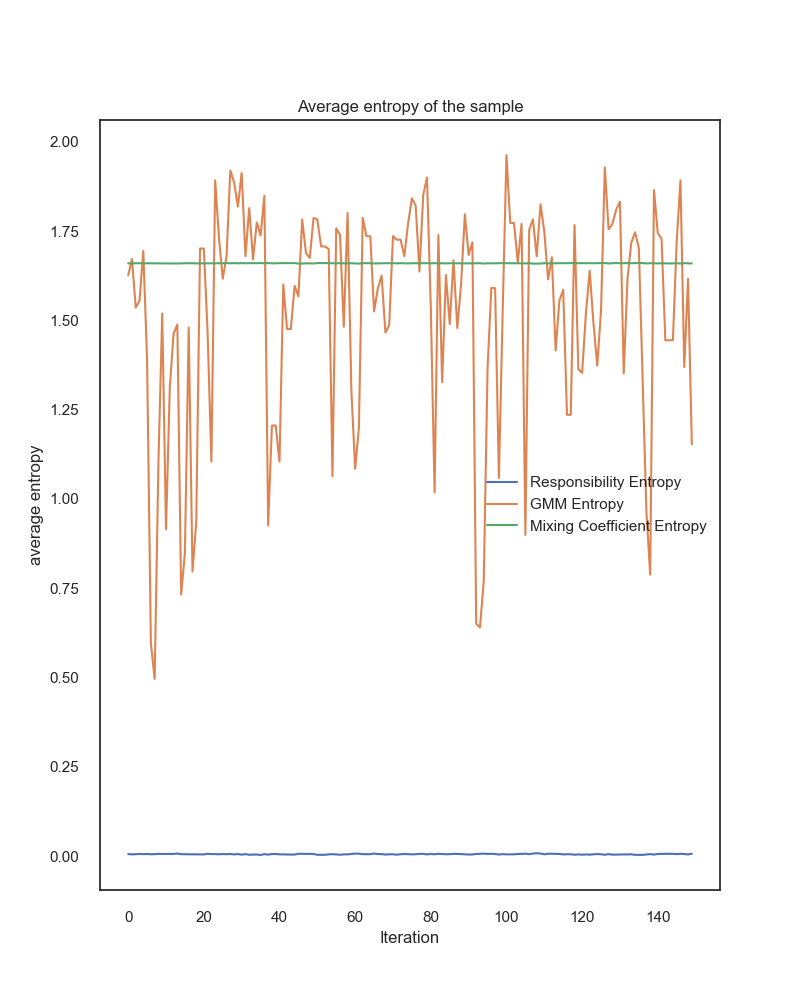 Average entropy of the sample
2.00
1.75
1.50
1.25
1.00
0.75
0.50
0.25
0.00
average entropy
Responsibility Entropy
GMM Entropy
Mixing Coefficient Entropy
0 20 40 60 80 100 120 140
Iteration